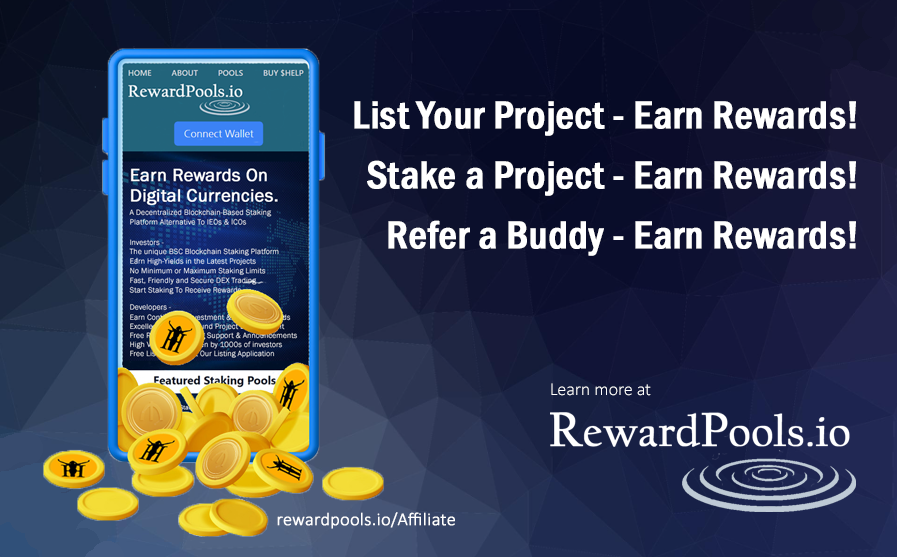 HOME ABOUT POOLS BUY $HELP
RewardPools.io
Connect Wallet
Earn Rewards On
Digital Currencies.
A Decentralized Blockchain-Based Staking
Platform Alternative To IEOs & ICOs
Investors -
The unique BSC Blockchain Staking Platform
Earn High-Yields in the Latest Projects
No Minimum or Maximum Staking Limits
Fast, Friendly and Secure DEX Trading
Start Staking To Receive Rewards
Developers -
Earn
Project
Free Support & Announcements
High by 1000s of investors
Free Our Listing Application
Featured Staking Pools
List Your Project - Earn Rewards!
Stake a Project - Earn Rewards!
Refer a Buddy - Earn Rewards!
Learn more at
RewardPools.io
rewardpools.io/Affiliate